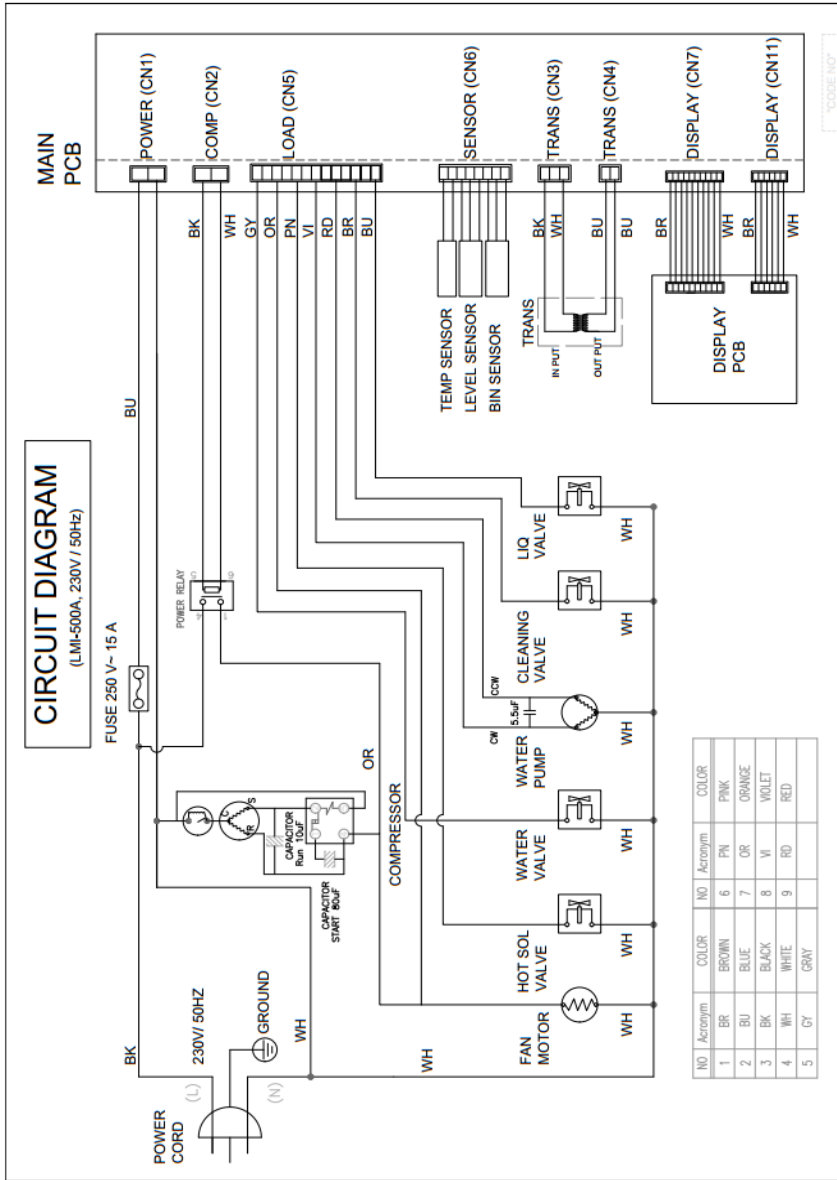 CIRCUIT DIAGRAM
(LMI-500A, 230V / 50Hz)
MAIN
PCB
POWER (CN1)
COMP (CN2)
LOAD (CN5)
SENSOR (CN6)
TRANS (CN3)
TRANS (CN4)
DISPLAY (CN7)
DISPLAY (CN11)
"CODE NO"
BU
BK
WH
GY
OR
PN
VI
RD
BR
BU
BK
WH
BU
BU
BR
WH
BR
WH
TEMP SENSOR
LEVEL SENSOR
BIN SENSOR
TRANS
IN PUT
OUT PUT
DISPLAY
PCB
FUSE 250 V~ 15 A
POWER RELAY
C
R
S
CAPACITOR
Run 10uF
CAPACITOR
START 80uF
COMPRESSOR
OR
POWER
CORD
BK
230V/ 50HZ
(L)
(N)
GROUND
WH
WH
FAN
MOTOR
WH
HOT SOL
VALVE
WH
WATER
VALVE
WH
WATER
PUMP
CW
5.5uF
CCW
WH
CLEANING
VALVE
WH
LIQ
VALVE
WH
NO Acronym COLOR NO Acronym COLOR
1 BR BROWN 6 PN PINK
2 BU BLUE 7 OR ORANGE
3 BK BLACK 8 VI VIOLET
4 WH WHITE 9 RD RED
5 GY GRAY